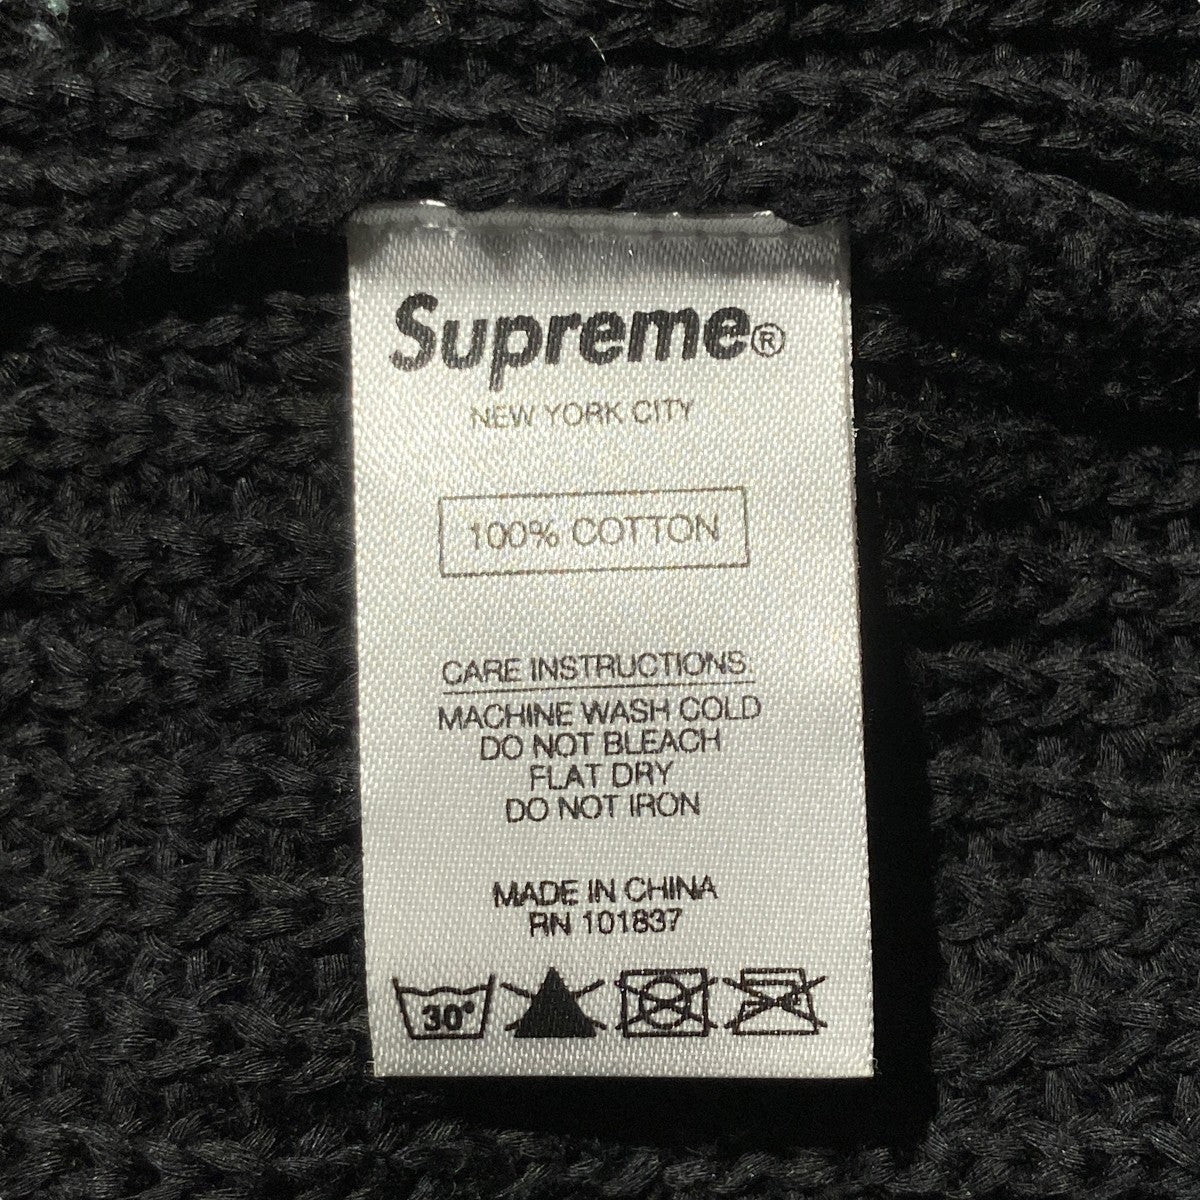 Supreme®
NEW YORK CITY
100% COTTON
CARE INSTRUCTIONS
MACHINE WASH COLD
DO NOT BLEACH
FLAT DRY
DO NOT IRON
MADE IN CHINA
RN 101837
30°